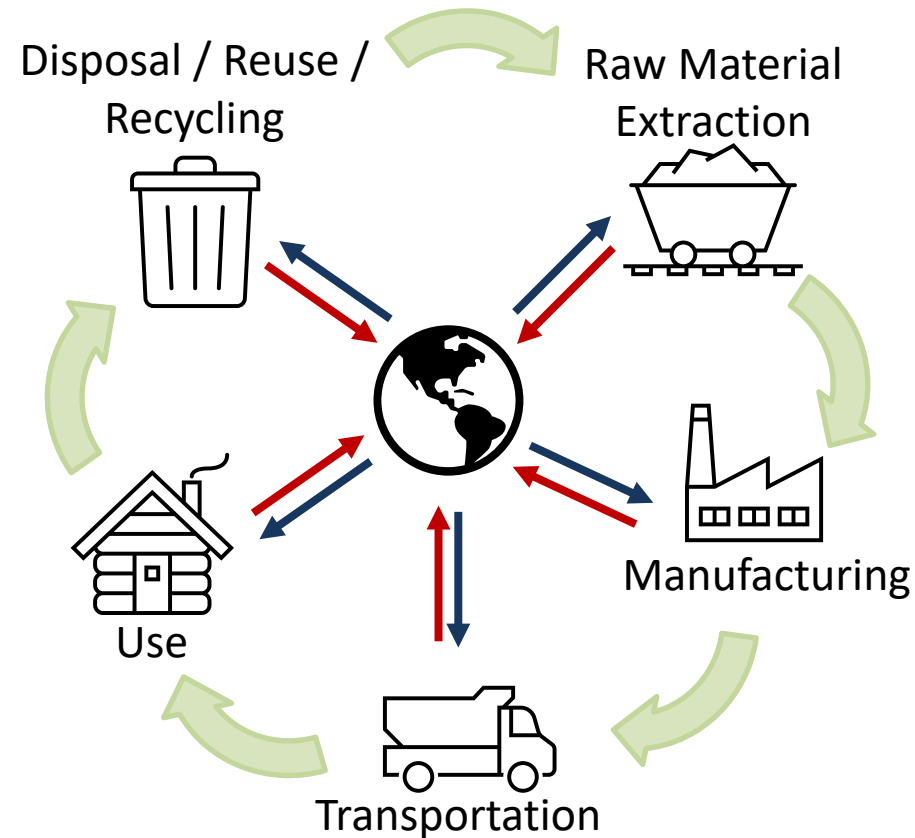 Disposal / Reuse /
Recycling
Raw Material
Extraction
Manufacturing
Use
Transportation